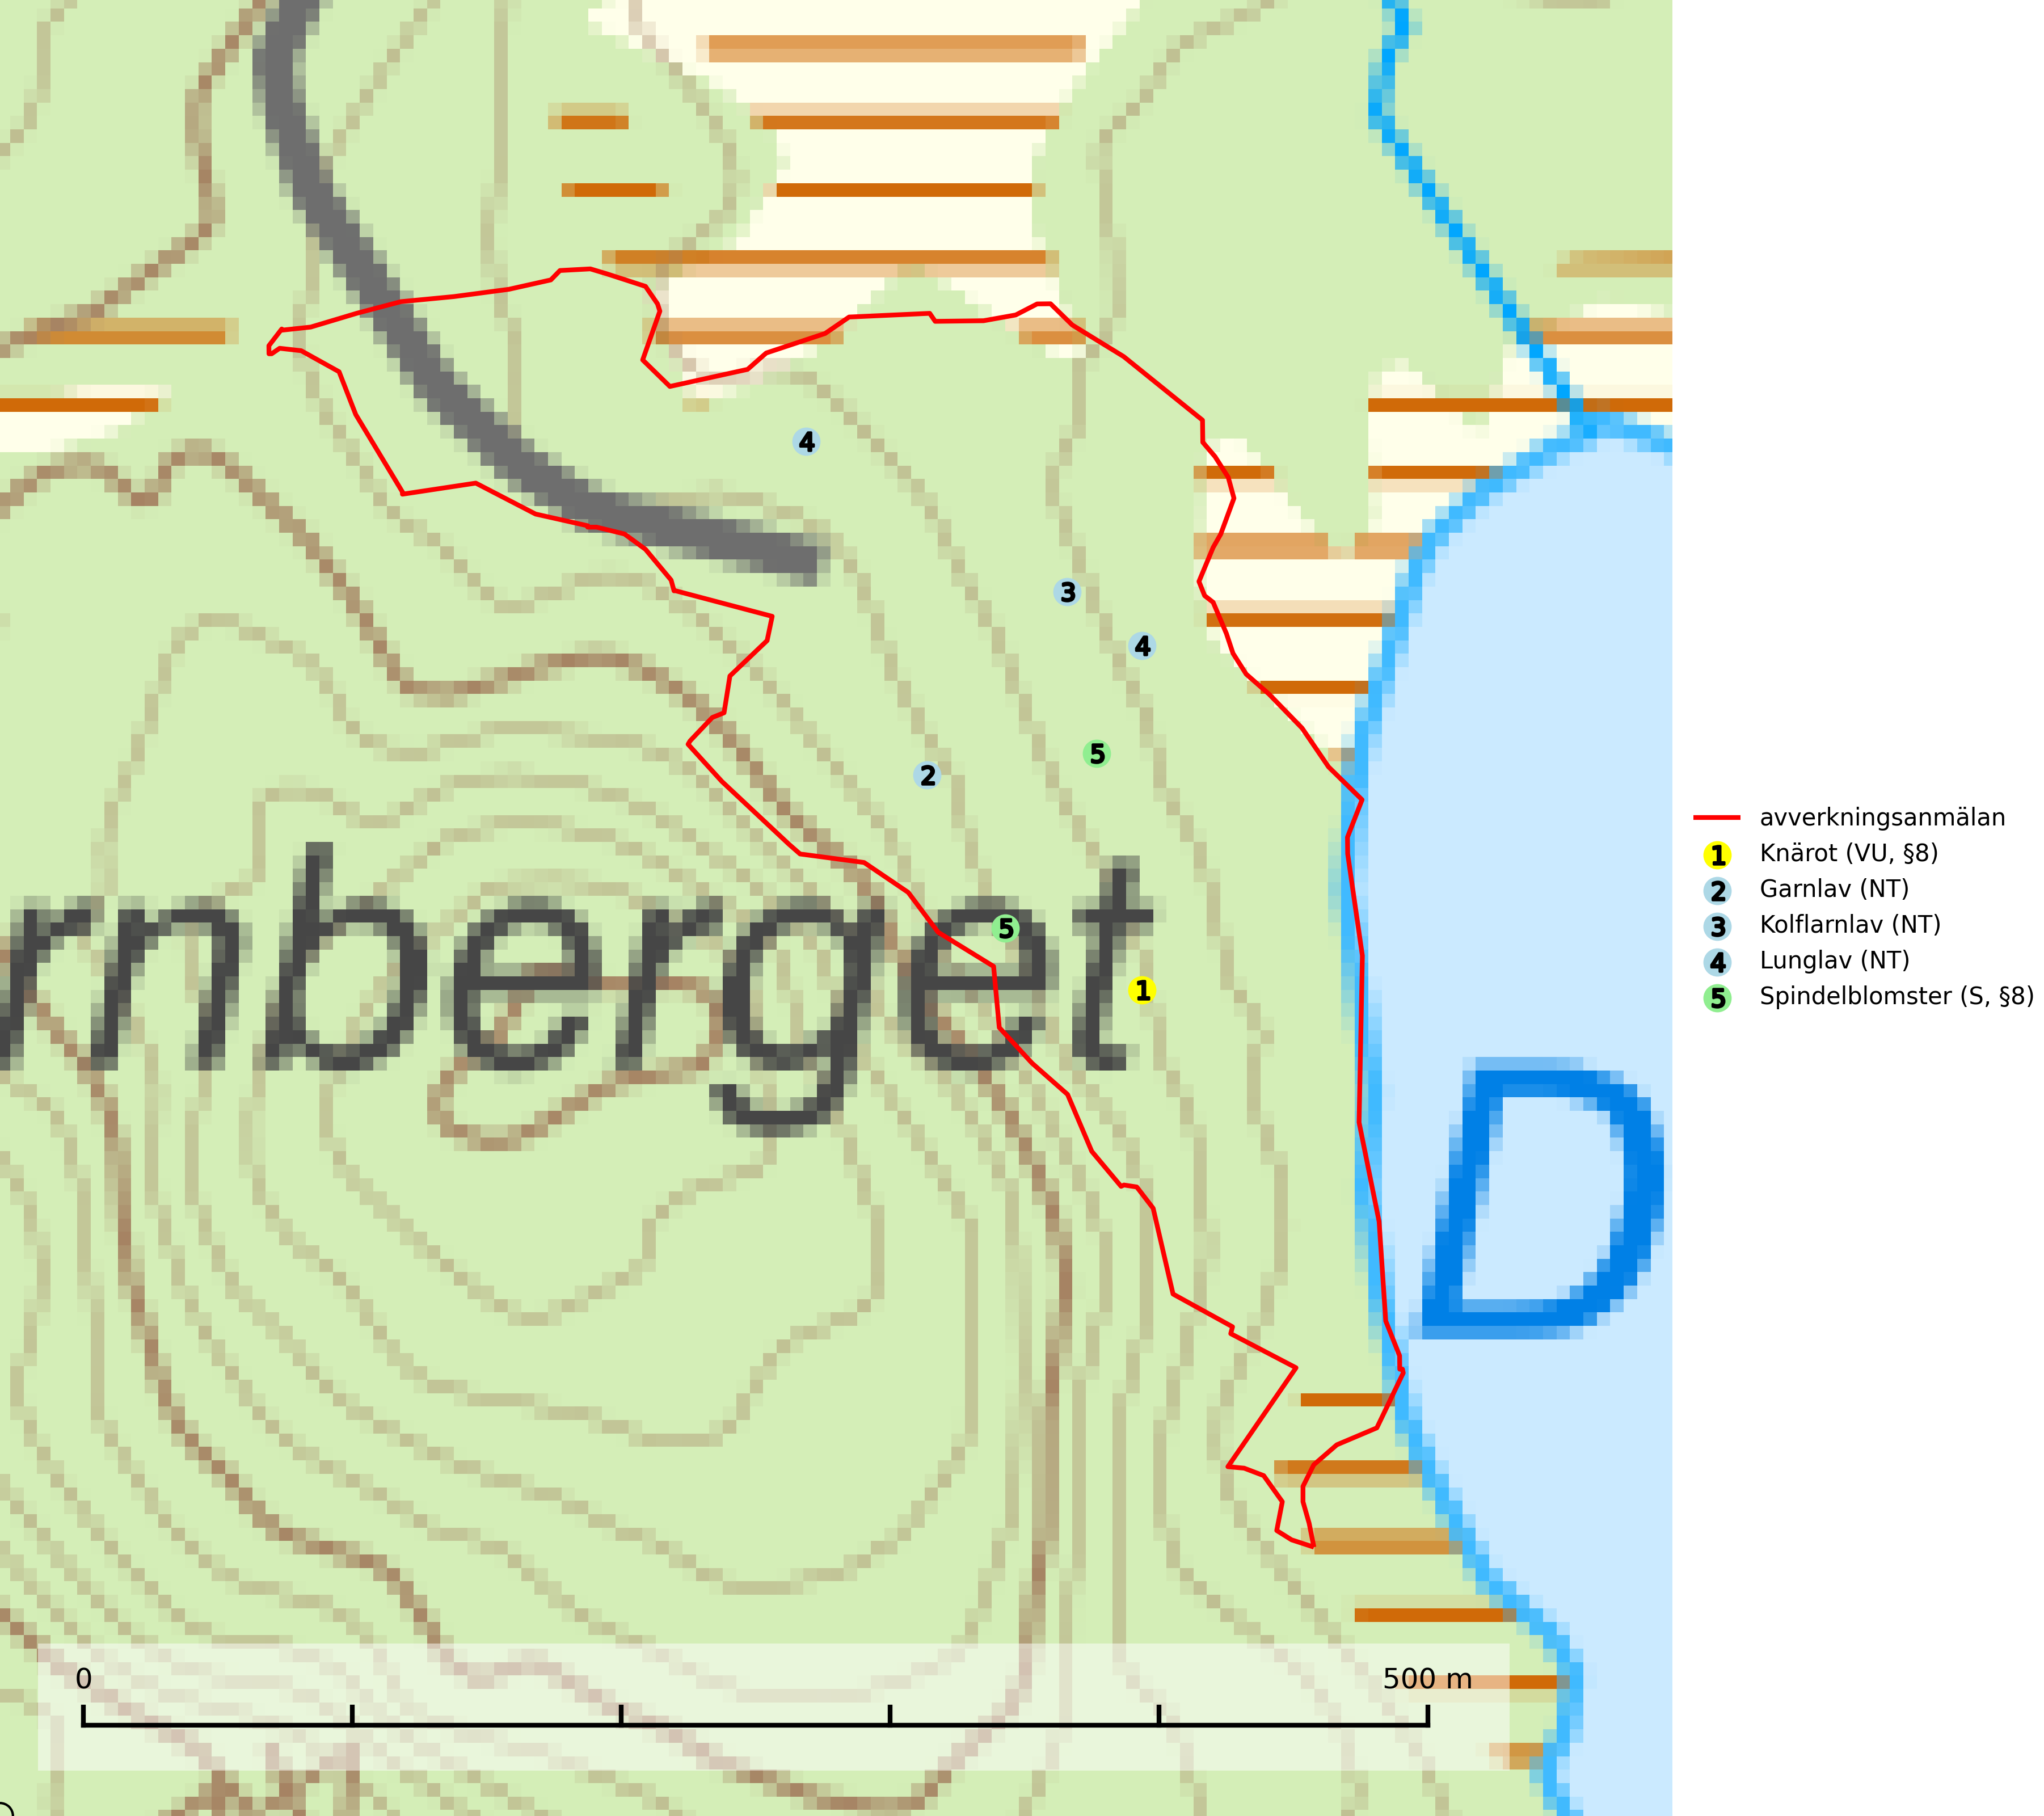 4
3
4
5
2
rnberget
5
1
D
0 500 m
avverkningsanmälan
1 Knärot (VU, §8)
2 Garnlav (NT)
3 Kolflarnlav (NT)
4 Lunglav (NT)
5 Spindelblomster (S, §8)